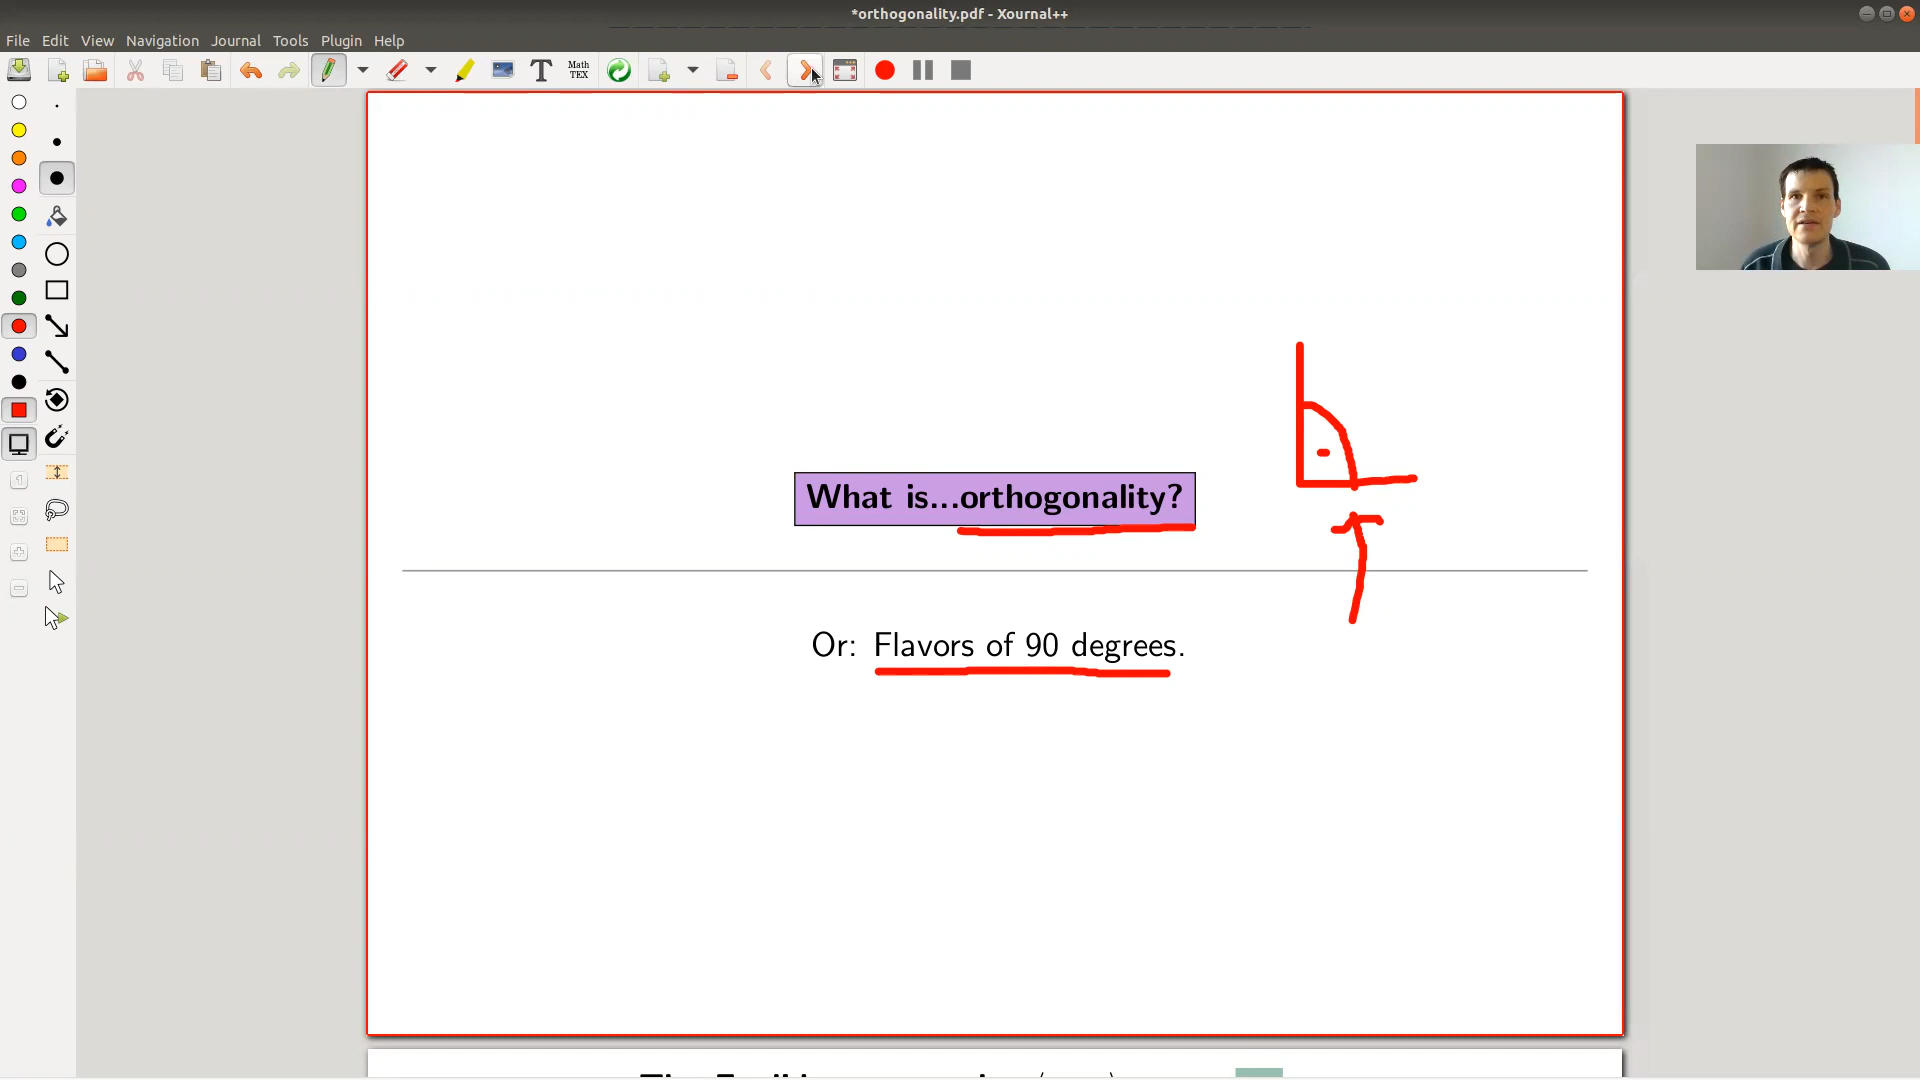 *orthogonality.pdf - Xournal++
File Edit View Navigation Journal Tools Plugin Help
Math
TEX
What is...orthogonality?
Or: Flavors of 90 degrees.